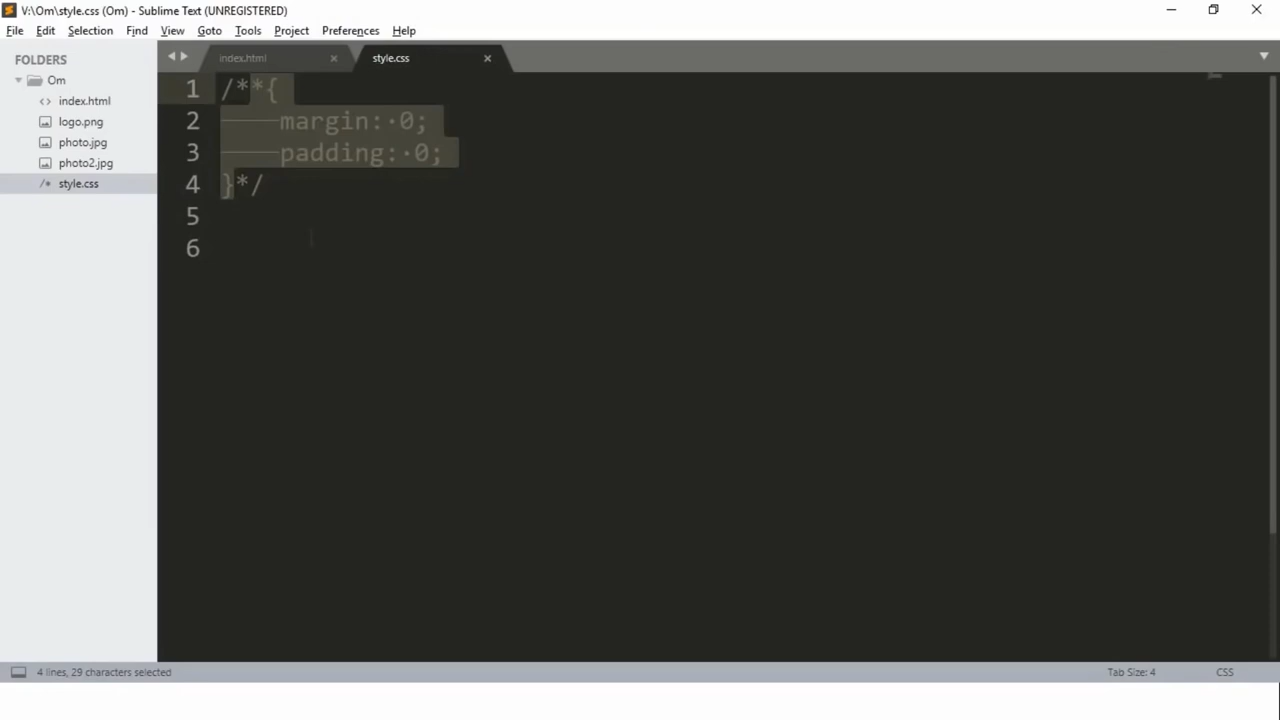 V:\Om\style.css (Om) - Sublime Text (UNREGISTERED)
File Edit Selection Find View Goto Tools Project Preferences Help
FOLDERS
Om
index.html
logo.png
photo.jpg
photo2.jpg
style.css
index.html style.css
1 /**{
2 margin: 0;
3 padding: 0;
4 }*/
5
6
4 lines, 29 characters selected
Tab Size: 4 CSS